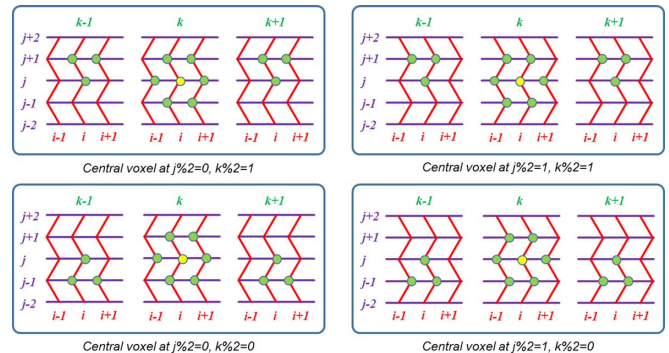 k-1 k k+1
j+2
j+1
j
j-1
j-2
i-1 i i+1 i-1 i i+1 i-1 i i+1
Central voxel at j%2=0, k%2=1
k-1 k k+1
j+2
j+1
j
j-1
j-2
i-1 i i+1 i-1 i i+1 i-1 i i+1
Central voxel at j%2=1, k%2=1
k-1 k k+1
j+2
j+1
j
j-1
j-2
i-1 i i+1 i-1 i i+1 i-1 i i+1
Central voxel at j%2=0, k%2=0
k-1 k k+1
j+2
j+1
j
j-1
j-2
i-1 i i+1 i-1 i i+1 i-1 i i+1
Central voxel at j%2=1, k%2=0